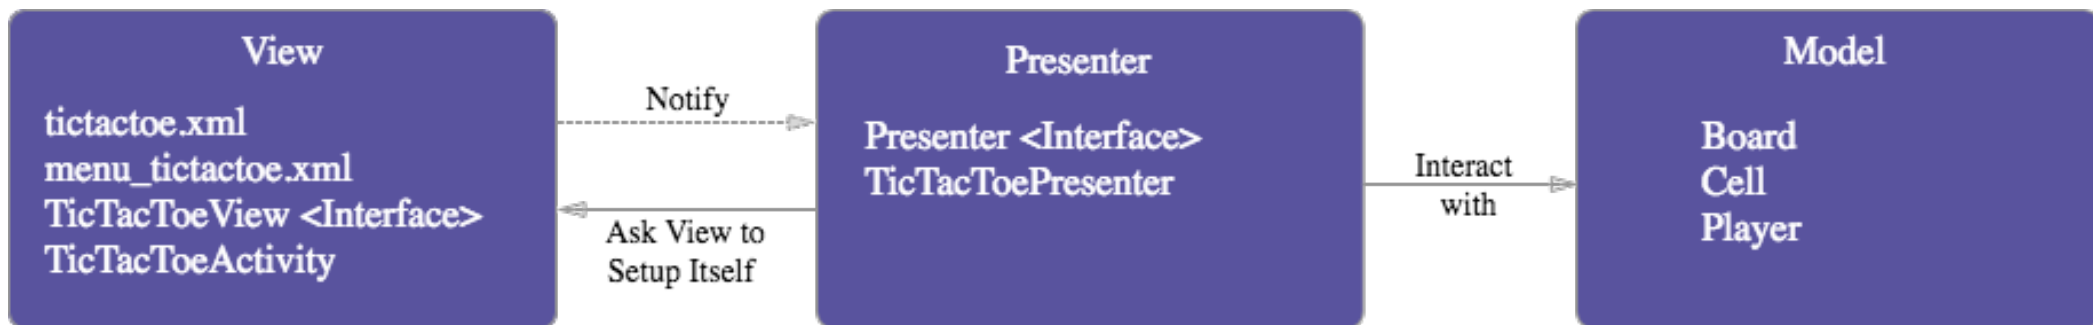 View
tictactoe.xml
menu_tictactoe.xml
TicTacToeView <Interface>
TicTacToeActivity
Notify
Ask View to
Setup Itself
Presenter
Presenter <Interface>
TicTacToePresenter
Interact
with
Model
Board
Cell
Player